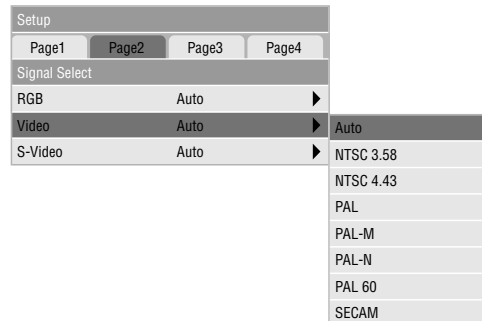 Setup
Page1 Page2 Page3 Page4
Signal Select
RGB Auto
Video Auto
S-Video Auto
Auto
NTSC 3.58
NTSC 4.43
PAL
PAL-M
PAL-N
PAL 60
SECAM